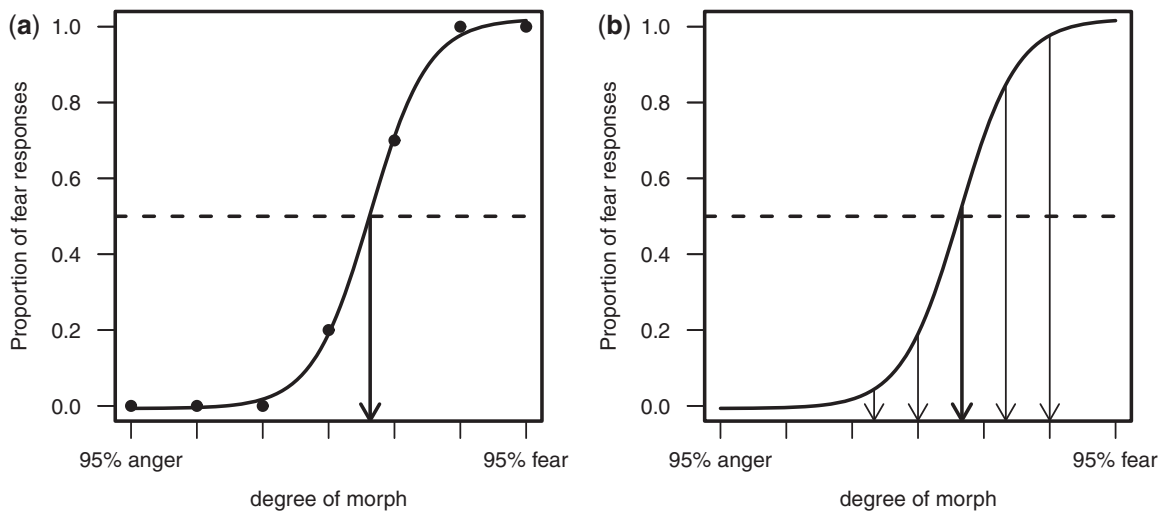 (a)
Proportion of fear responses
1.0
0.8
0.6
0.4
0.2
0.0
95% anger
95% fear
degree of morph
(b)
Proportion of fear responses
1.0
0.8
0.6
0.4
0.2
0.0
95% anger
95% fear
degree of morph